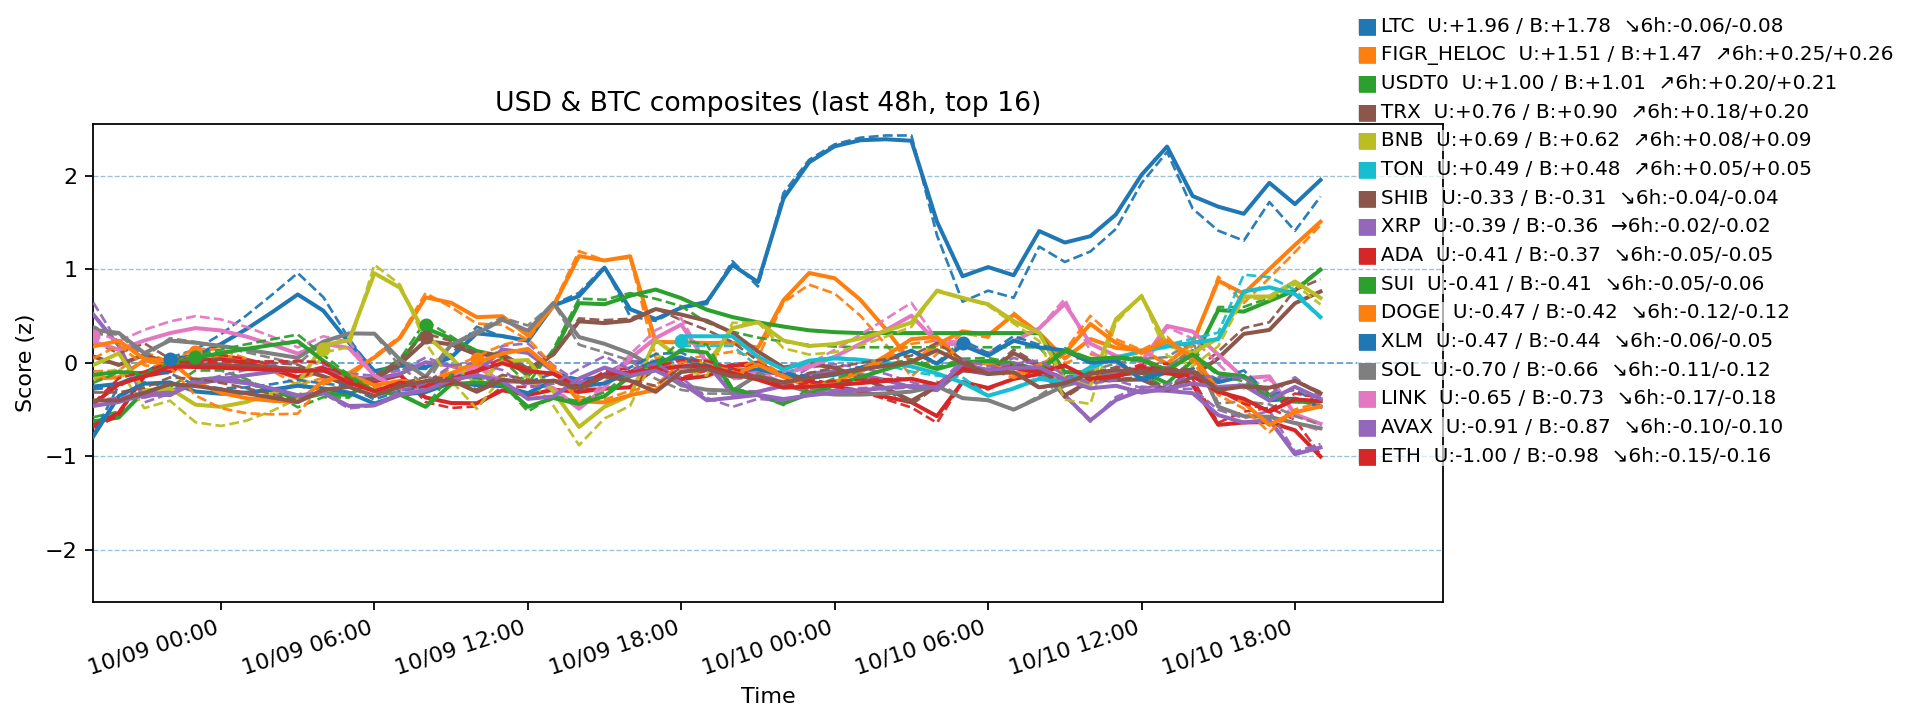 USD & BTC composites (last 48h, top 16)
LTC U:+1.96 / B:+1.78 ↘6h:-0.06/-0.08
FIGR_HELOC U:+1.51 / B:+1.47 ↗6h:+0.25/+0.26
USDT0 U:+1.00 / B:+1.01 ↗6h:+0.20/+0.21
TRX U:+0.76 / B:+0.90 ↗6h:+0.18/+0.20
BNB U:+0.69 / B:+0.62 ↗6h:+0.08/+0.09
TON U:+0.49 / B:+0.48 ↗6h:+0.05/+0.05
SHIB U:-0.33 / B:-0.31 ↘6h:-0.04/-0.04
XRP U:-0.39 / B:-0.36 →6h:-0.02/-0.02
ADA U:-0.41 / B:-0.37 ↘6h:-0.05/-0.05
SUI U:-0.41 / B:-0.41 ↘6h:-0.05/-0.06
DOGE U:-0.47 / B:-0.42 ↘6h:-0.12/-0.12
XLM U:-0.47 / B:-0.44 ↘6h:-0.06/-0.05
SOL U:-0.70 / B:-0.66 ↘6h:-0.11/-0.12
LINK U:-0.65 / B:-0.73 ↘6h:-0.17/-0.18
AVAX U:-0.91 / B:-0.87 ↘6h:-0.10/-0.10
ETH U:-1.00 / B:-0.98 ↘6h:-0.15/-0.16
Score (z)
2
1
0
−1
−2
10/09 00:00
10/09 06:00
10/09 12:00
10/09 18:00
10/10 00:00
10/10 06:00
10/10 12:00
10/10 18:00
Time